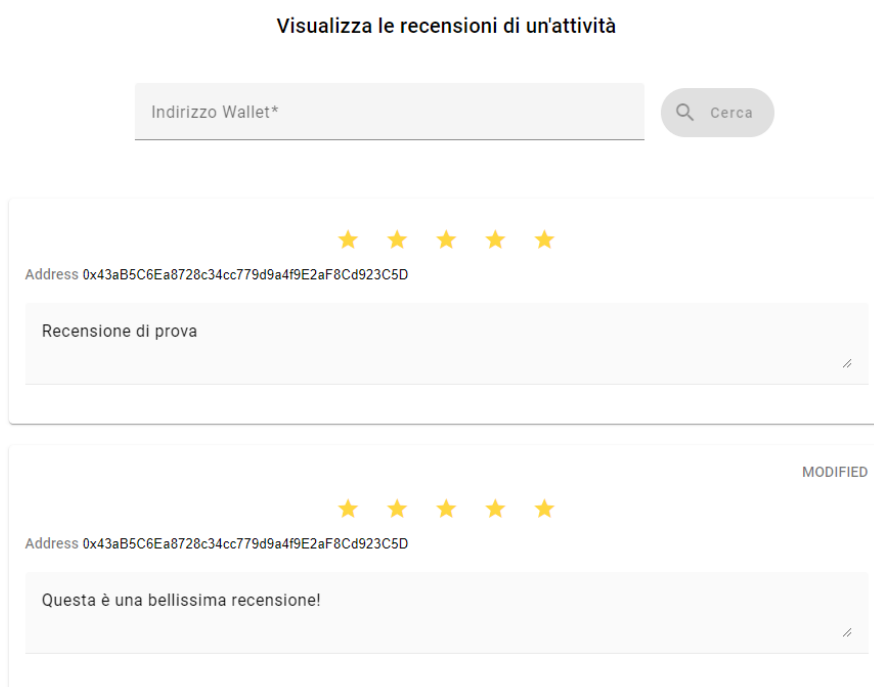 Visualizza le recensioni di un'attività
Indirizzo Wallet*
Cerca
Address 0x43aB5C6Ea8728c34cc779d9a4f9E2aF8Cd923C5D
Recensione di prova
MODIFIED
Address 0x43aB5C6Ea8728c34cc779d9a4f9E2aF8Cd923C5D
Questa è una bellissima recensione!